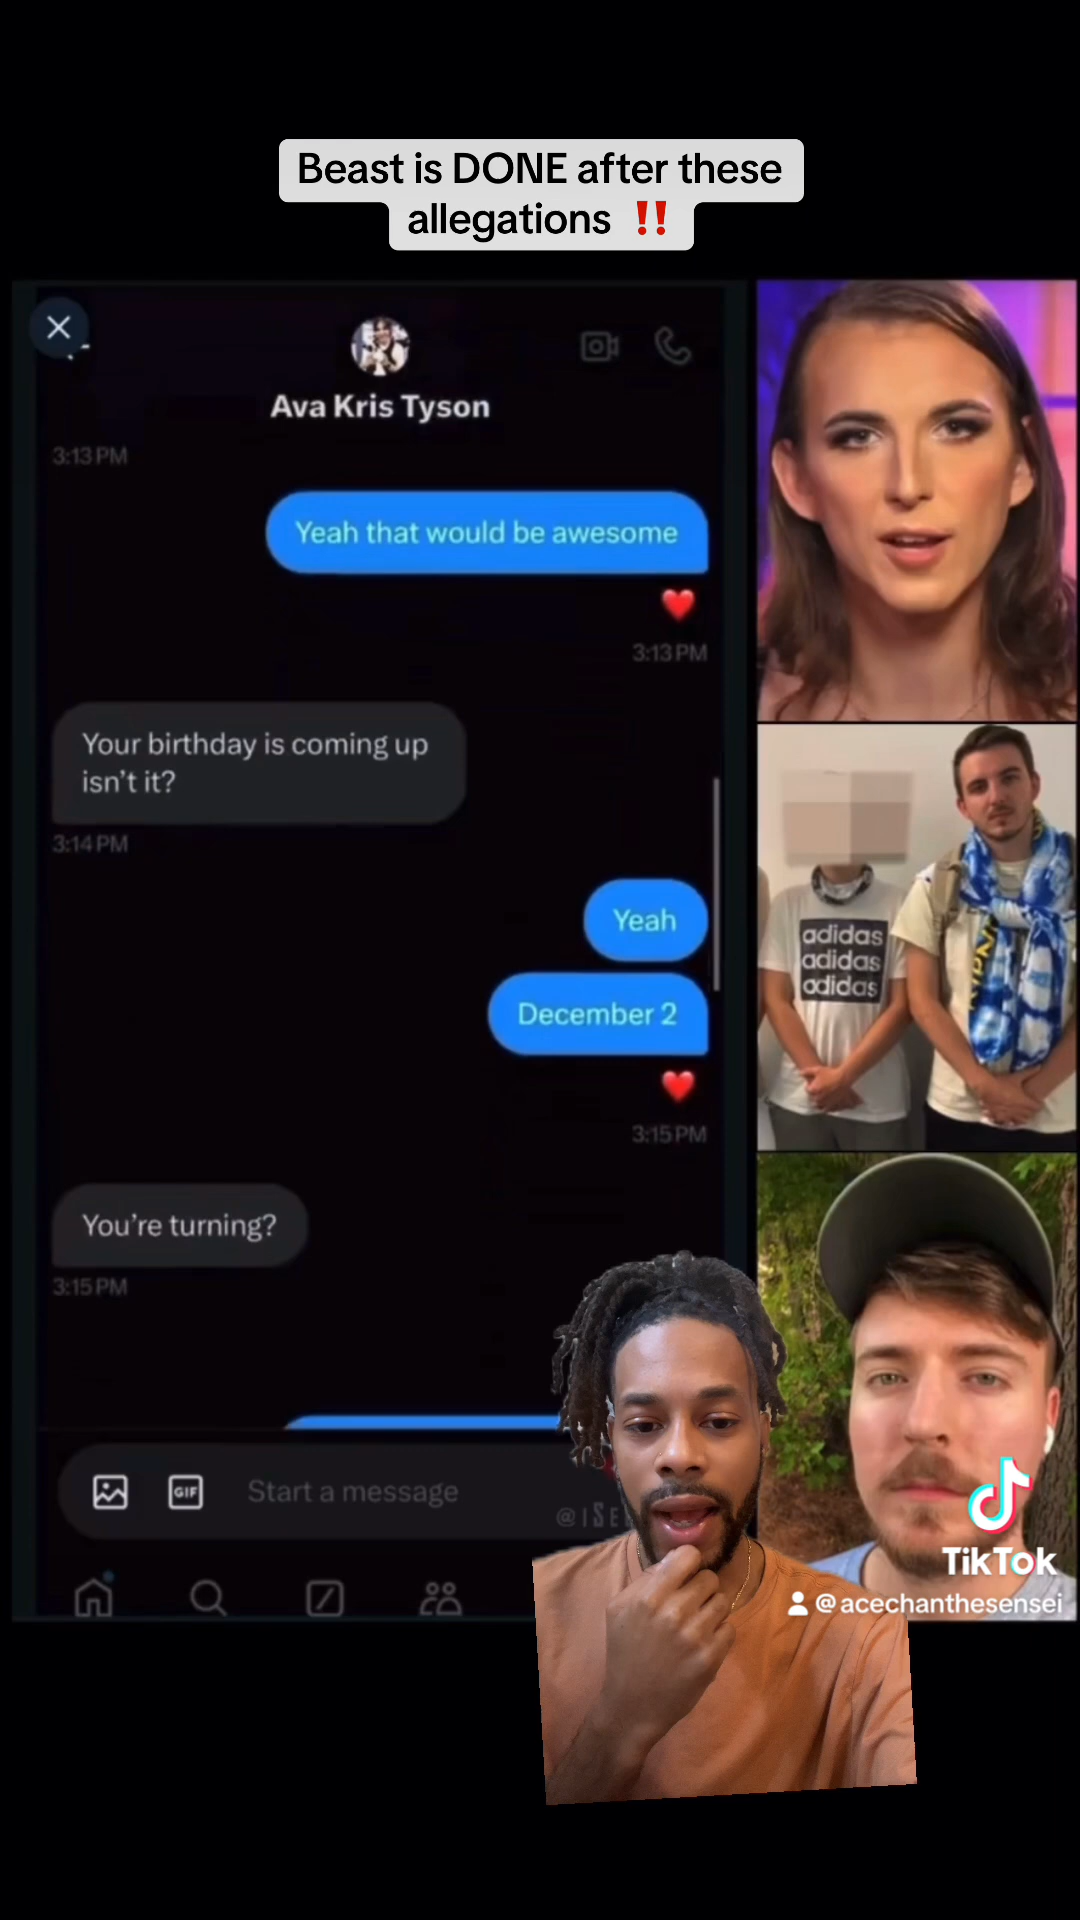 Beast is DONE after these
allegations ‼️
Ava Kris Tyson
3:13 PM
Yeah that would be awesome
❤️
3:13 PM
Your birthday is coming up
isn't it?
3:14 PM
Yeah
December 2
❤️
3:15 PM
You're turning?
3:15 PM
GIF
Start a message
adidas
adidas
adidas
TikTok
@acechanthesensei